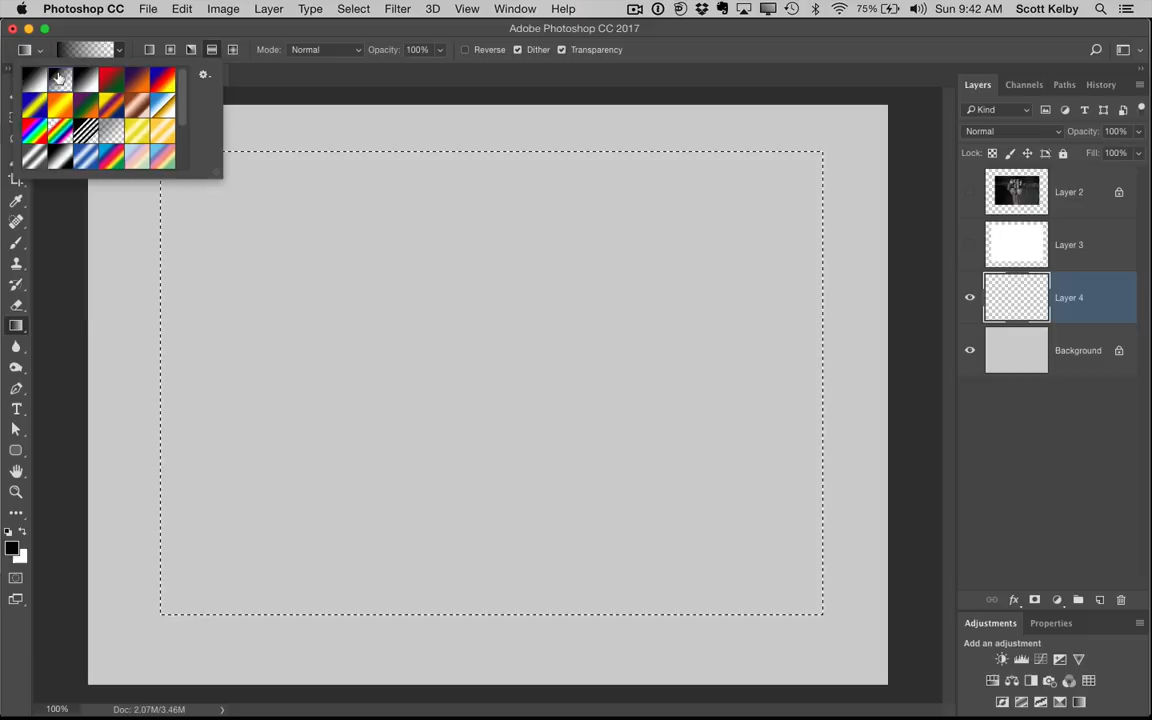 Photoshop CC File Edit Image Layer Type Select Filter 3D View Window Help 75% Sun 9:42 AM Scott Kelby
Adobe Photoshop CC 2017
Mode: Normal Opacity: 100% Reverse Dither Transparency
Layers Channels Paths History
Kind
Normal Opacity: 100%
Lock: Fill: 100%
Layer 2
Layer 3
Layer 4
Background
T
fx
Adjustments Properties
Add an adjustment
100% Doc: 2.07M/3.46M